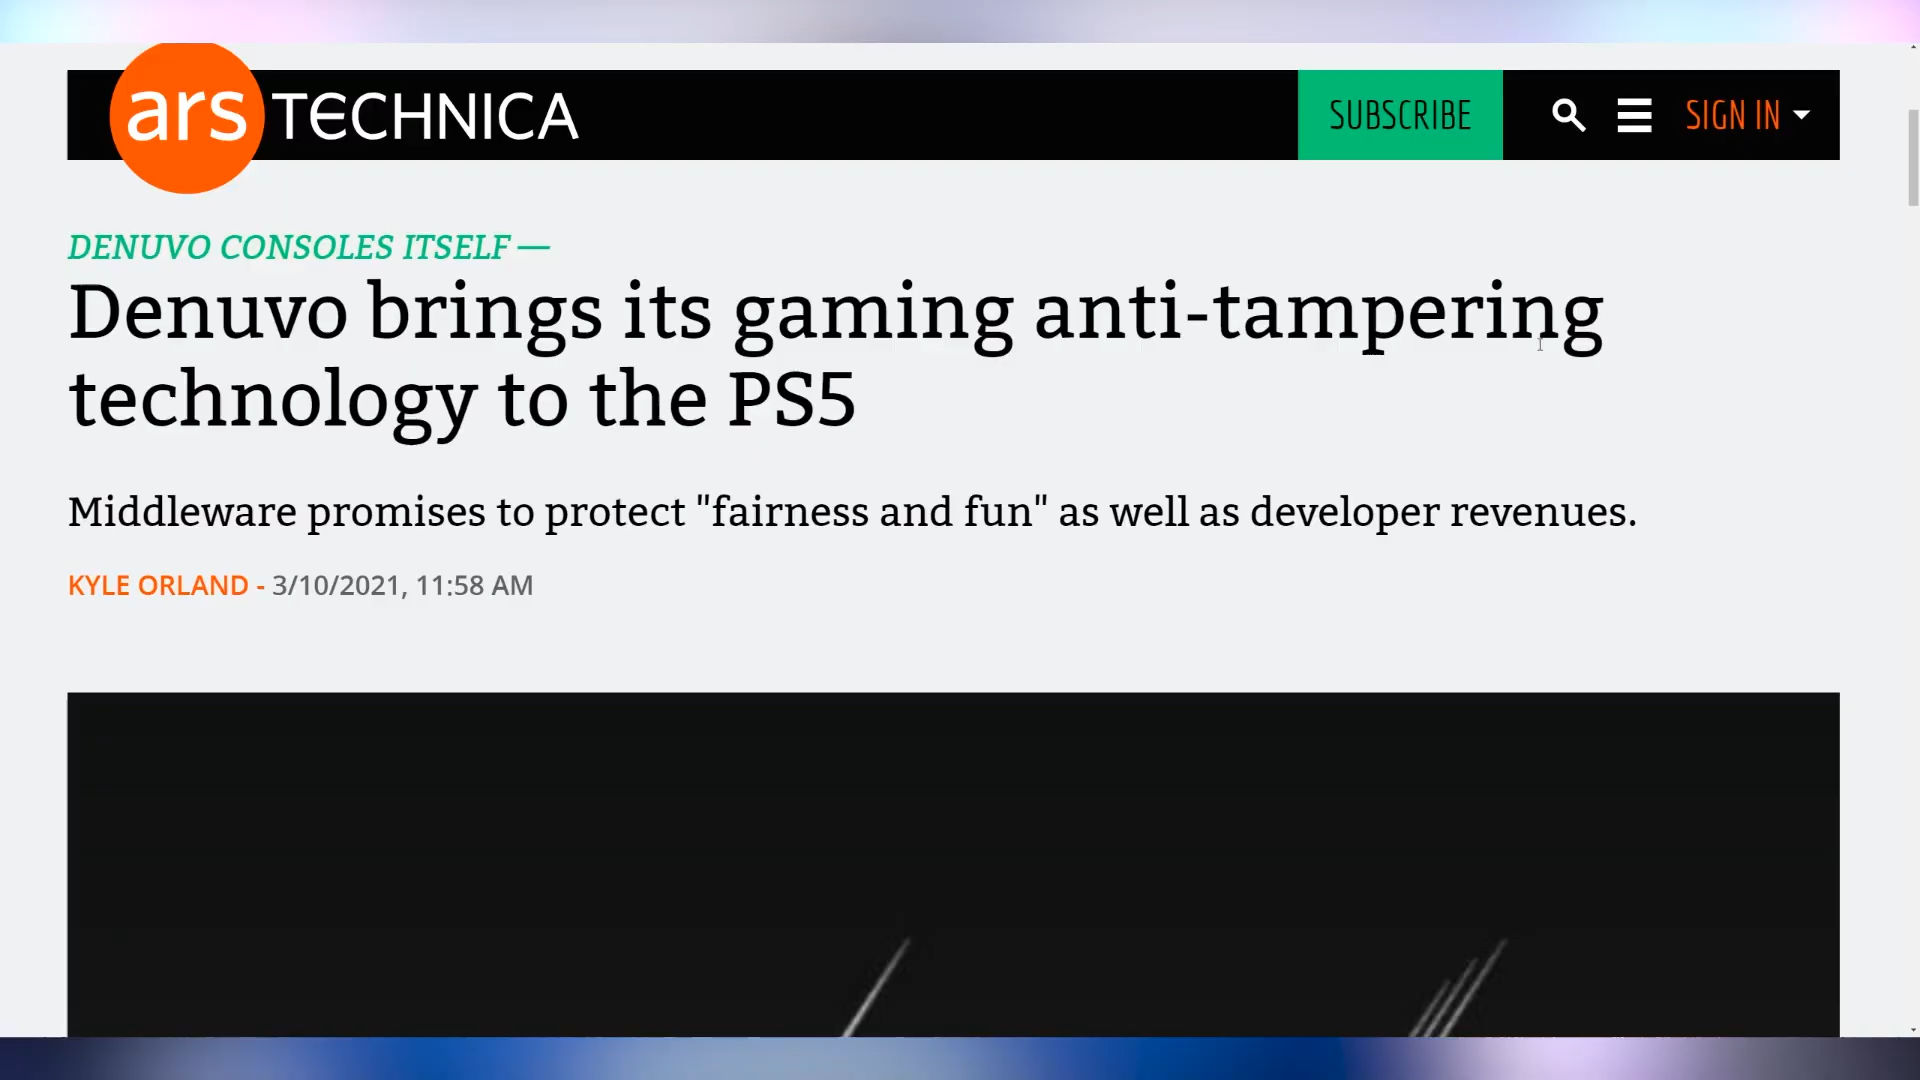 ars TECHNICA
SUBSCRIBE
SIGN IN
DENUVO CONSOLES ITSELF —
Denuvo brings its gaming anti-tampering
technology to the PS5
Middleware promises to protect "fairness and fun" as well as developer revenues.
KYLE ORLAND - 3/10/2021, 11:58 AM